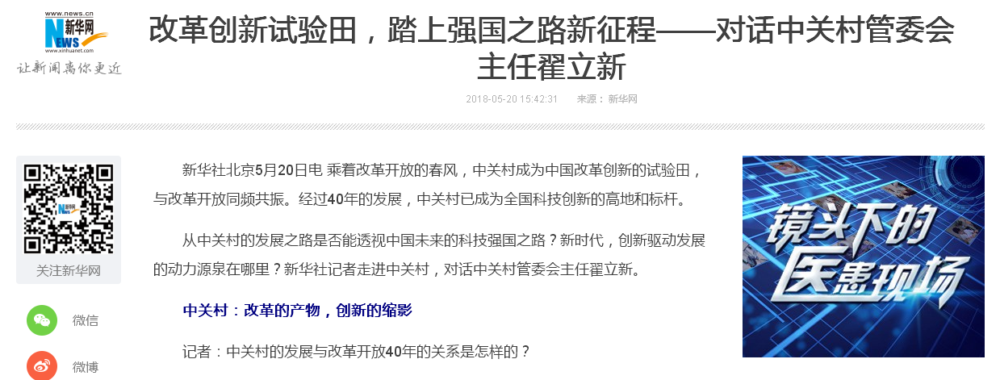 www.news.cn
新华网
NEWS
www.xinhuanet.com
让新闻离你更近
改革创新试验田，踏上强国之路新征程——对话中关村管委会
主任翟立新
2018-05-20 15:42:31 来源： 新华网
新华网
NEWS
关注新华网
微信
微博
新华社北京5月20日电 乘着改革开放的春风，中关村成为中国改革创新的试验田，
与改革开放同频共振。经过40年的发展，中关村已成为全国科技创新的高地和标杆。
从中关村的发展之路是否能透视中国未来的科技强国之路？新时代，创新驱动发展
的动力源泉在哪里？新华社记者走进中关村，对话中关村管委会主任翟立新。
中关村：改革的产物，创新的缩影
记者：中关村的发展与改革开放40年的关系是怎样的？
镜头下的
医患现场